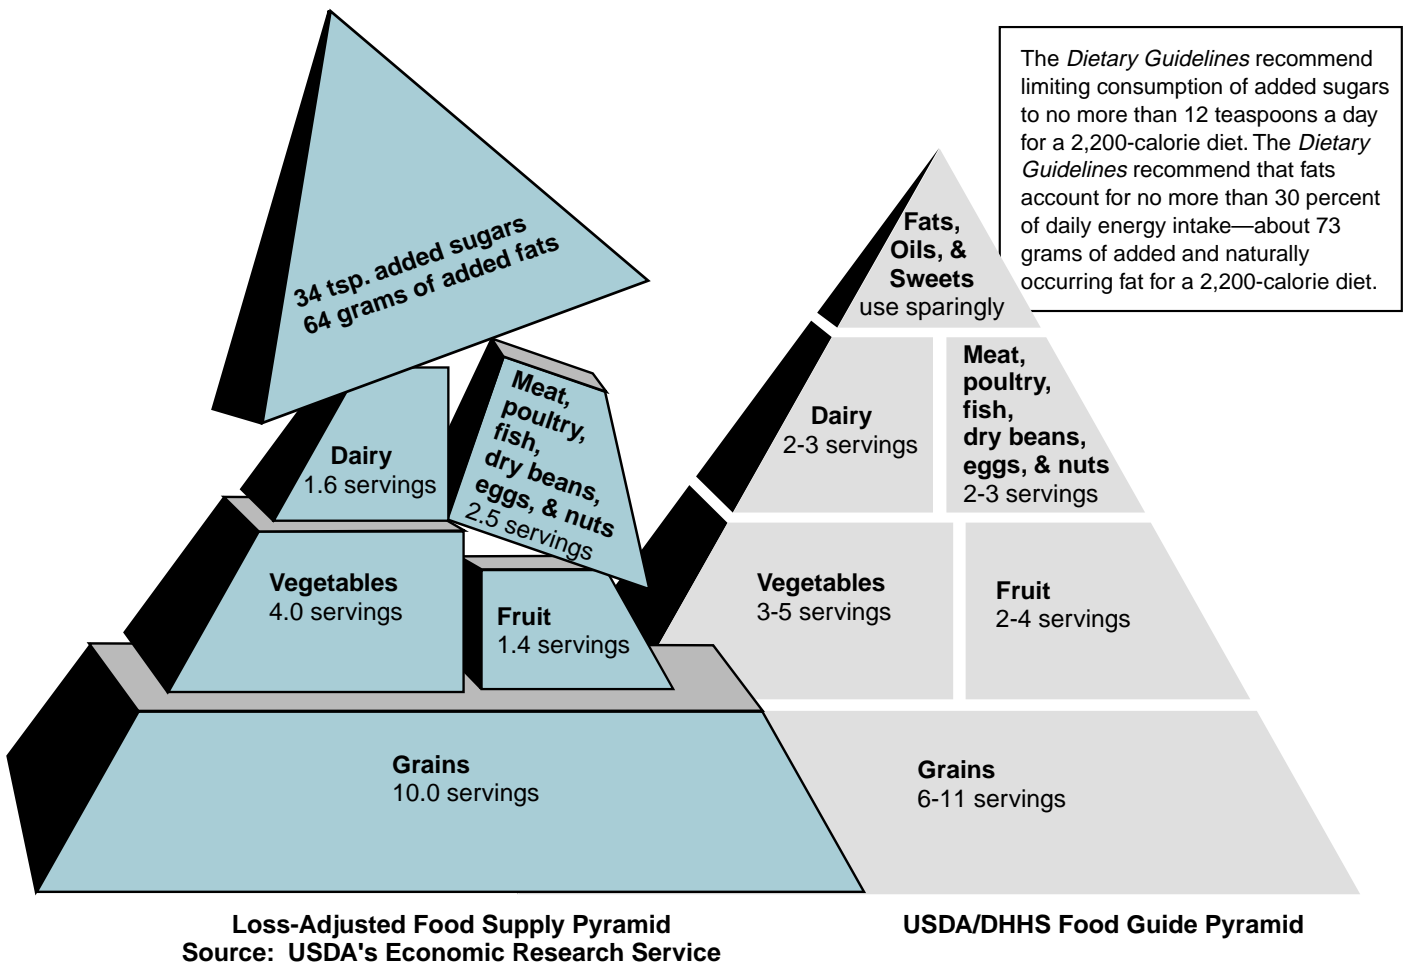 The Dietary Guidelines recommend
limiting consumption of added sugars
to no more than 12 teaspoons a day
for a 2,200-calorie diet. The Dietary
Guidelines recommend that fats
account for no more than 30 percent
of daily energy intake—about 73
grams of added and naturally
occurring fat for a 2,200-calorie diet.
34 tsp. added sugars
64 grams of added fats
Dairy
1.6 servings
Meat,
poultry,
fish,
dry beans,
eggs, & nuts
2.5 servings
Vegetables
4.0 servings
Fruit
1.4 servings
Grains
10.0 servings
Loss-Adjusted Food Supply Pyramid
Source: USDA's Economic Research Service
Fats,
Oils, &
Sweets
use sparingly
Dairy
2-3 servings
Meat,
poultry,
fish,
dry beans,
eggs, & nuts
2-3 servings
Vegetables
3-5 servings
Fruit
2-4 servings
Grains
6-11 servings
USDA/DHHS Food Guide Pyramid